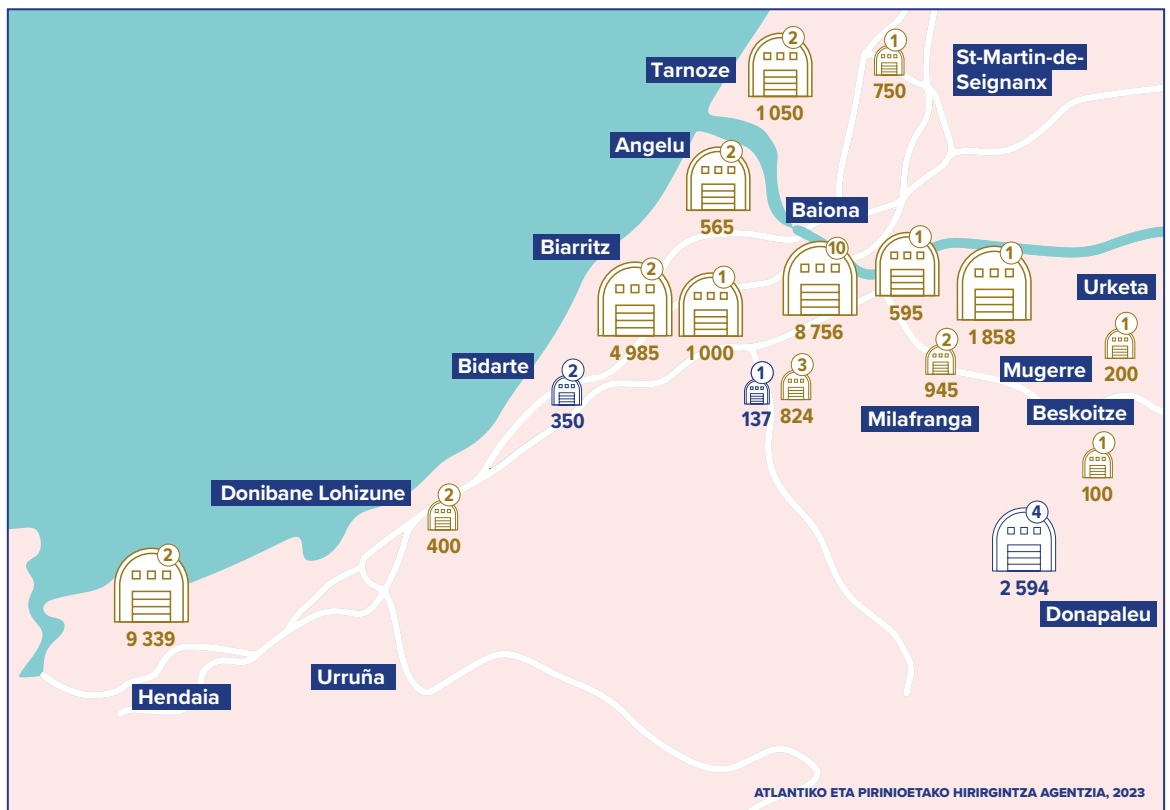 Tarnoze
2
1 050
1
750
St-Martin-de-
Seignanx
Angelu
2
565
Baiona
Biarritz
2
4 985
1
1 000
10
8 756
1
595
1
1 858
Urketa
1
200
Bidarte
2
350
1
137
3
824
2
945
Mugerre
Milafranga
Beskoitze
1
100
Donibane Lohizune
2
400
4
2 594
Donapaleu
2
9 339
Urruña
Hendaia
ATLANTIKO ETA PIRINIOETAKO HIRIRGINTZA AGENTZIA, 2023